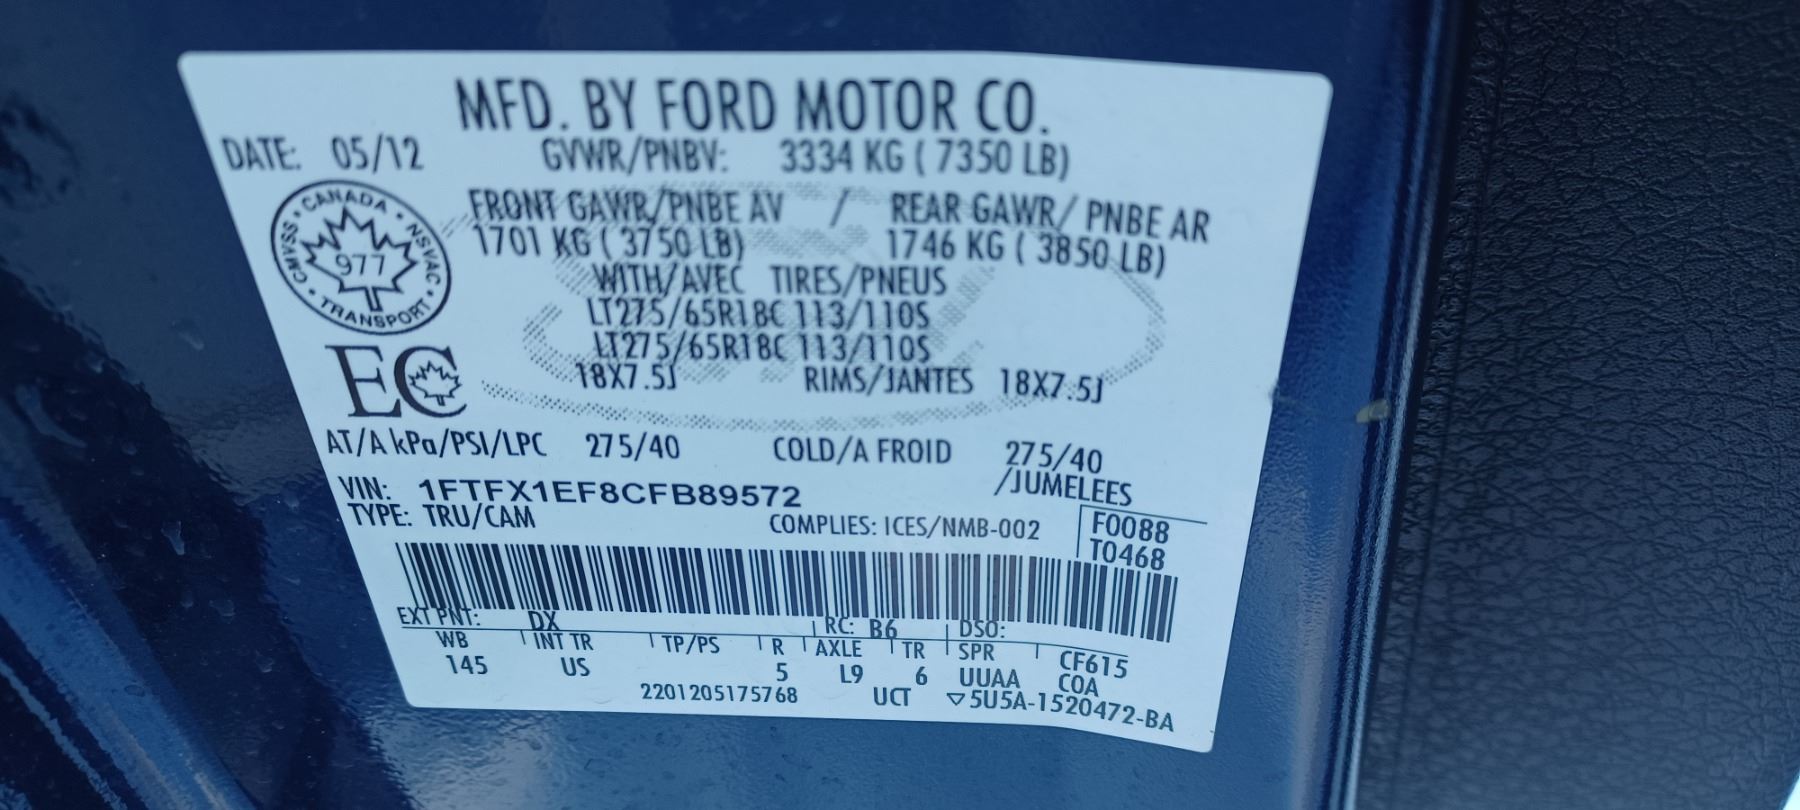 MFD. BY FORD MOTOR CO.
DATE: 05/12 GVWR/PNBV: 3334 KG ( 7350 LB)
FRONT GAWR/PNBE AV / REAR GAWR/ PNBE AR
1701 KG ( 3750 LB) 1746 KG ( 3850 LB)
WITH/AVEC TIRES/PNEUS
LT275/65R18C 113/110S
LT275/65R18C 113/110S
18X7.5J RIMS/JANTES 18X7.5J
CANADA • NSVAC • TRANSPORT • CMVSS •
977
EC
AT/A kPa/PSI/LPC 275/40 COLD/A FROID 275/40
/JUMELEES
VIN: 1FTFX1EF8CFB89572
TYPE: TRU/CAM COMPLIES: ICES/NMB-002 F0088
T0468
EXT PNT: DX RC: B6 DSO:
WB INT TR TP/PS R AXLE TR SPR CF615
145 US 5 L9 6 UUAA C0A
2201205175768 UCT ▽5U5A-1520472-BA